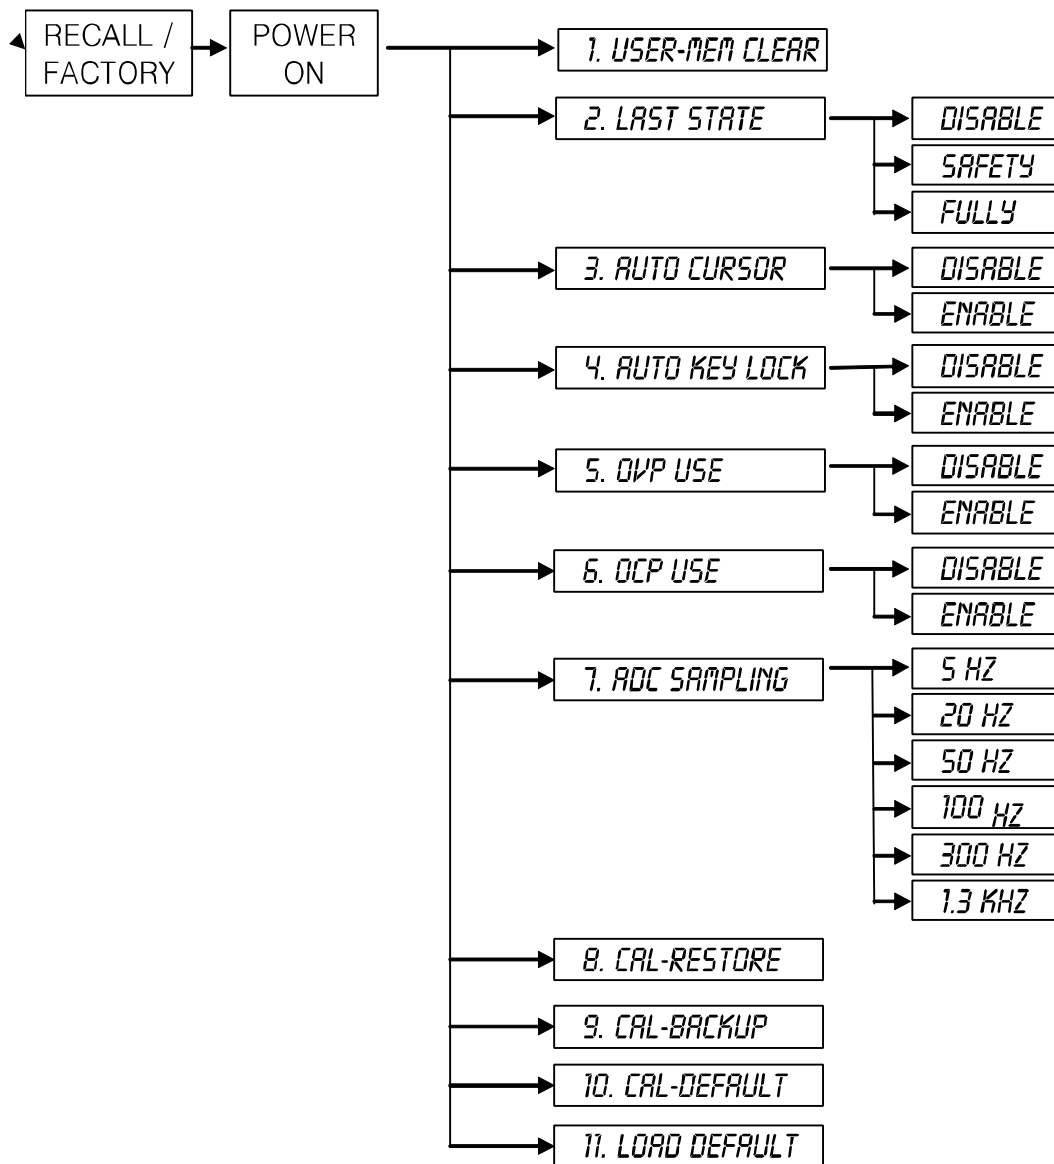 RECALL /
FACTORY
POWER
ON
1. USER-MEM CLEAR
2. LAST STATE
DISABLE
SAFETY
FULLY
3. AUTO CURSOR
DISABLE
ENABLE
4. AUTO KEY LOCK
DISABLE
ENABLE
5. OVP USE
DISABLE
ENABLE
6. OCP USE
DISABLE
ENABLE
7. ADC SAMPLING
5 HZ
20 HZ
50 HZ
100 HZ
300 HZ
1.3 KHZ
8. CAL-RESTORE
9. CAL-BACKUP
10. CAL-DEFAULT
11. LOAD DEFAULT